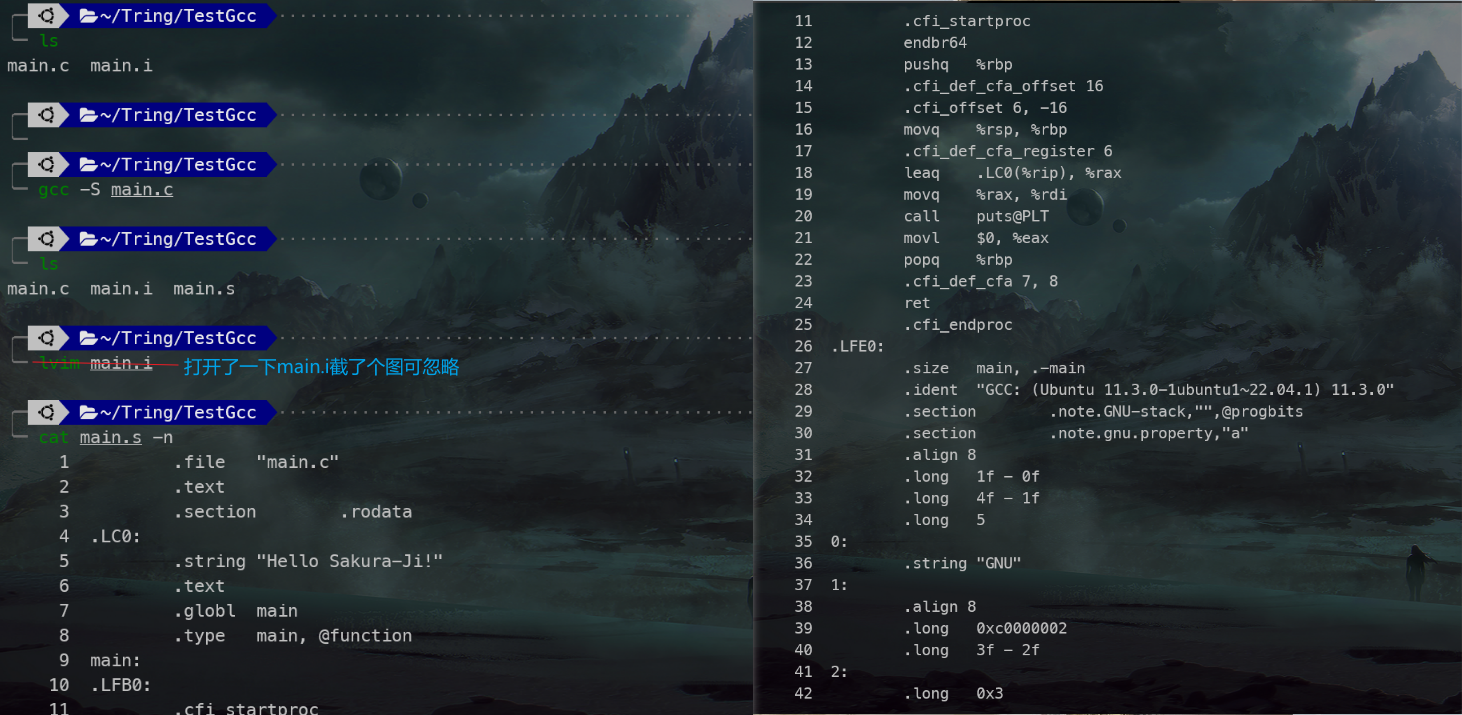 ~/Tring/TestGcc
ls
main.c  main.i
~/Tring/TestGcc
~/Tring/TestGcc
gcc -S main.c
~/Tring/TestGcc
ls
main.c  main.i  main.s
~/Tring/TestGcc
lvim main.i 打开了一下main.i截了个图可忽略
~/Tring/TestGcc
cat main.s -n
1 .file "main.c"
2 .text
3 .section .rodata
4 .LC0:
5 .string "Hello Sakura-Ji!"
6 .text
7 .globl main
8 .type main, @function
9 main:
10 .LFB0:
11 .cfi_startproc
11 .cfi_startproc
12 endbr64
13 pushq %rbp
14 .cfi_def_cfa_offset 16
15 .cfi_offset 6, -16
16 movq %rsp, %rbp
17 .cfi_def_cfa_register 6
18 leaq .LC0(%rip), %rax
19 movq %rax, %rdi
20 call puts@PLT
21 movl $0, %eax
22 popq %rbp
23 .cfi_def_cfa 7, 8
24 ret
25 .cfi_endproc
26 .LFE0:
27 .size main, .-main
28 .ident "GCC: (Ubuntu 11.3.0-1ubuntu1~22.04.1) 11.3.0"
29 .section .note.GNU-stack,"",@progbits
30 .section .note.gnu.property,"a"
31 .align 8
32 .long 1f - 0f
33 .long 4f - 1f
34 .long 5
35 0:
36 .string "GNU"
37 1:
38 .align 8
39 .long 0xc0000002
40 .long 3f - 2f
41 2:
42 .long 0x3